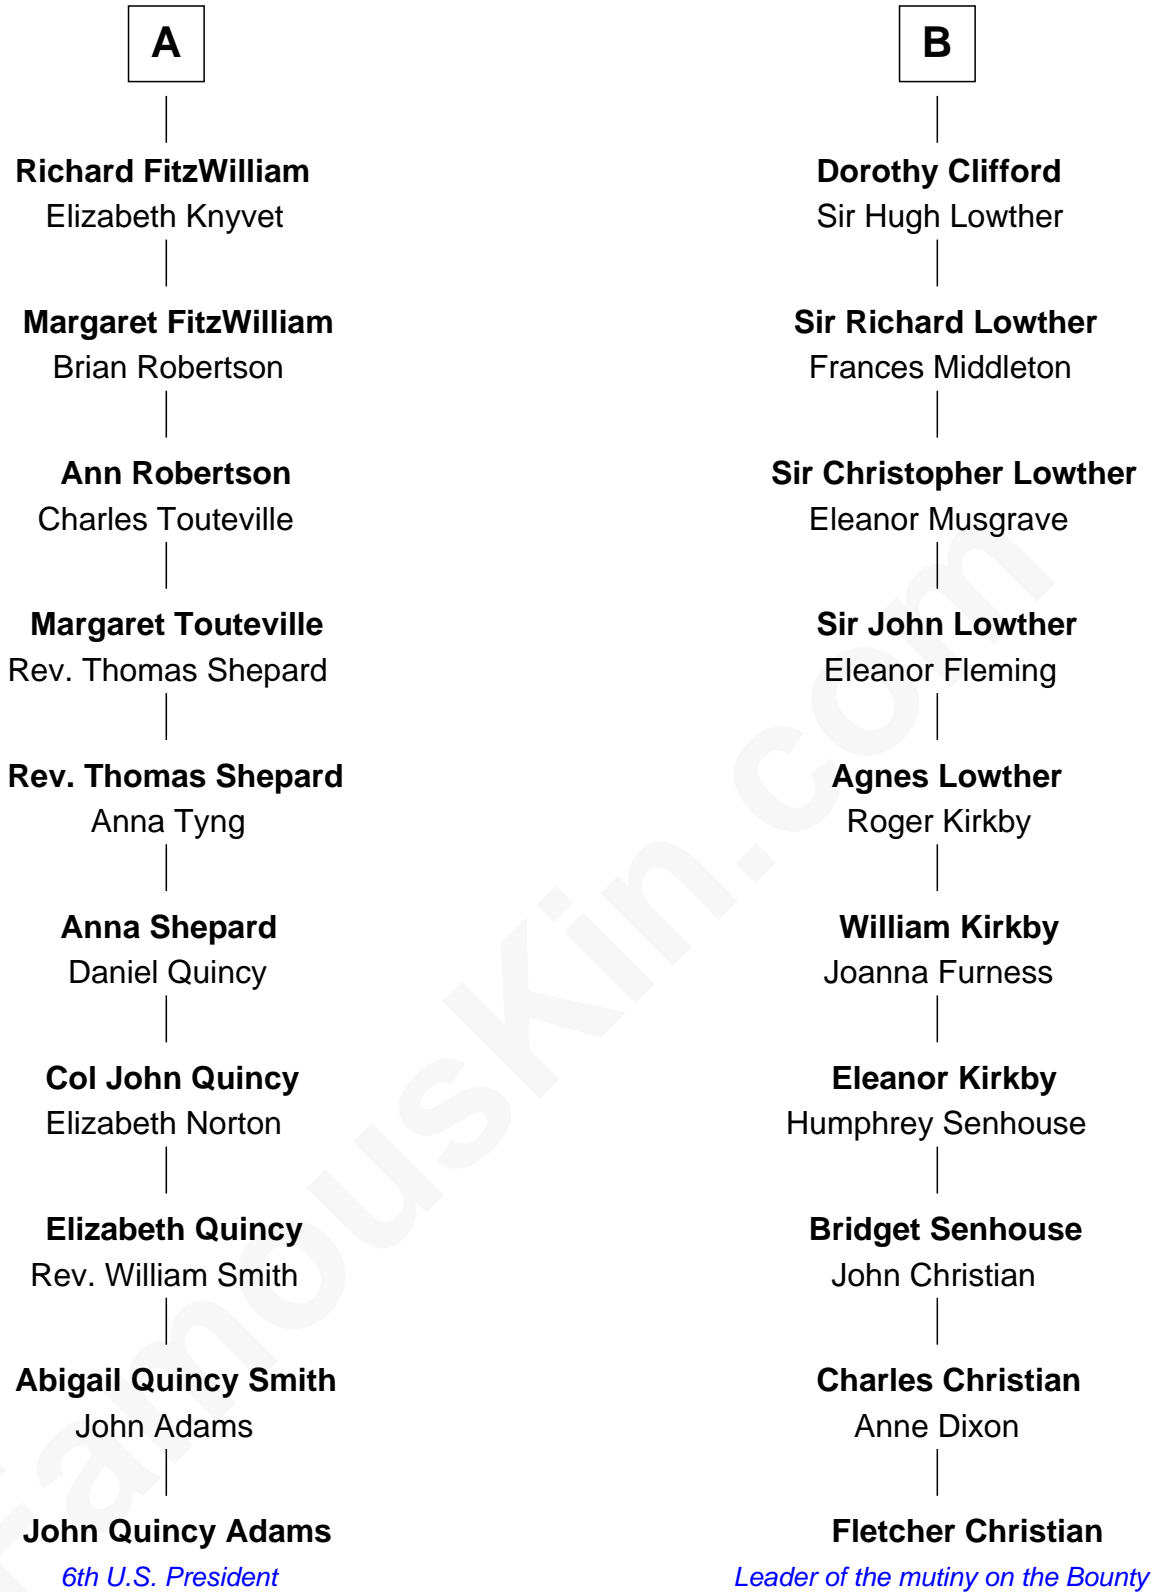 A
Richard FitzWilliam
Elizabeth Knyvet
Margaret FitzWilliam
Brian Robertson
Ann Robertson
Charles Touteville
Margaret Touteville
Rev. Thomas Shepard
Rev. Thomas Shepard
Anna Tyng
Anna Shepard
Daniel Quincy
Col John Quincy
Elizabeth Norton
Elizabeth Quincy
Rev. William Smith
Abigail Quincy Smith
John Adams
John Quincy Adams
6th U.S. President
B
Dorothy Clifford
Sir Hugh Lowther
Sir Richard Lowther
Frances Middleton
Sir Christopher Lowther
Eleanor Musgrave
Sir John Lowther
Eleanor Fleming
Agnes Lowther
Roger Kirkby
William Kirkby
Joanna Furness
Eleanor Kirkby
Humphrey Senhouse
Bridget Senhouse
John Christian
Charles Christian
Anne Dixon
Fletcher Christian
Leader of the mutiny on the Bounty
FamousKin.com